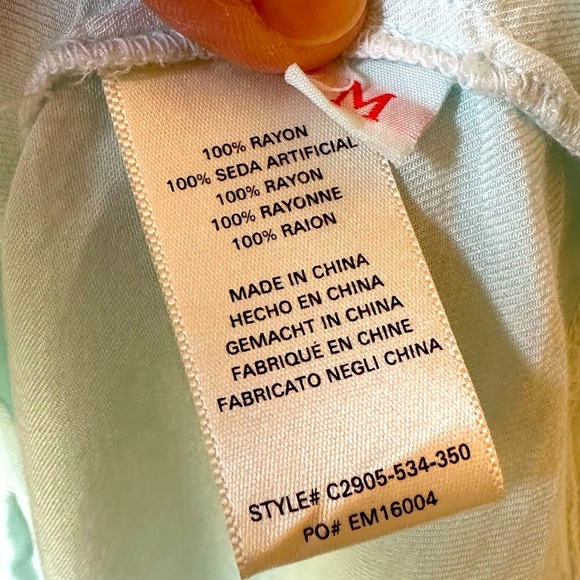 M
100% RAYON
100% SEDA ARTIFICIAL
100% RAYON
100% RAYONNE
100% RAION
MADE IN CHINA
HECHO EN CHINA
GEMACHT IN CHINA
FABRIQUÉ EN CHINE
FABRICATO NEGLI CHINA
STYLE# C2905-534-350
PO# EM16004